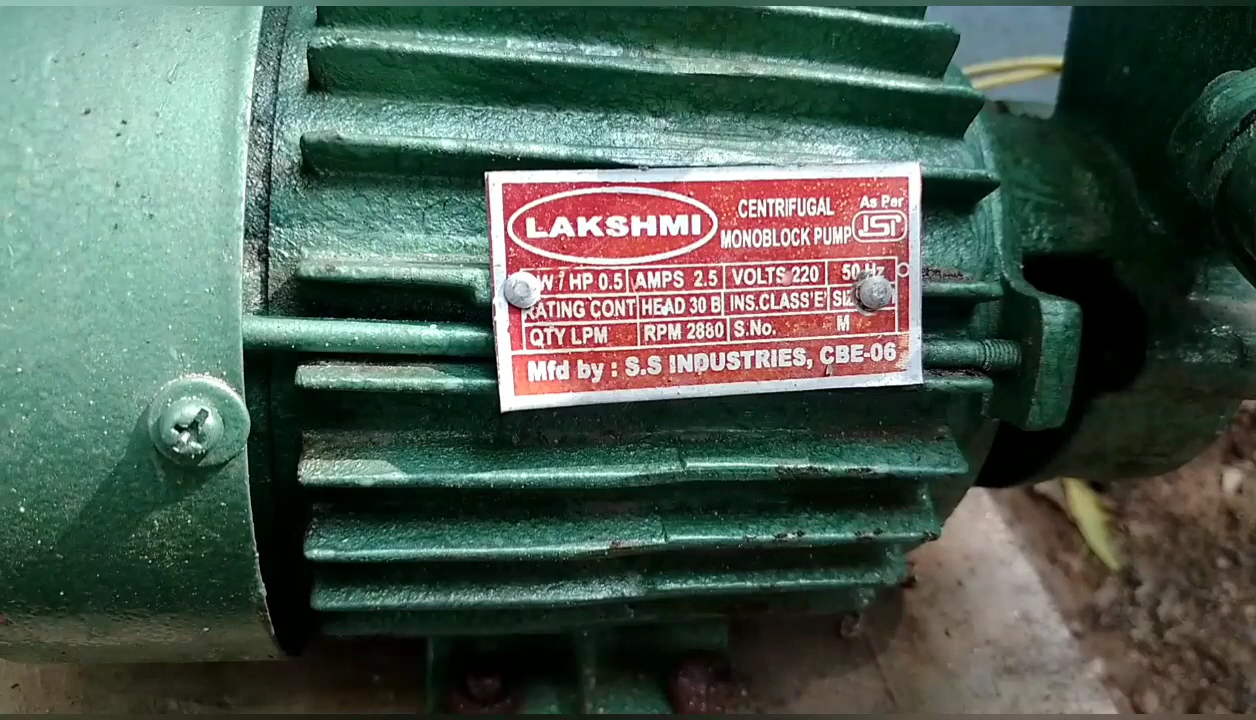 LAKSHMI
CENTRIFUGAL
MONOBLOCK PUMP
As Per
ISI
W / HP 0.5 AMPS 2.5 VOLTS 220 50 Hz
RATING CONT HEAD 30 INS.CLASS'E'
QTY LPM RPM 2880 S.No. M
Mfd by : S.S INDUSTRIES, CBE-06